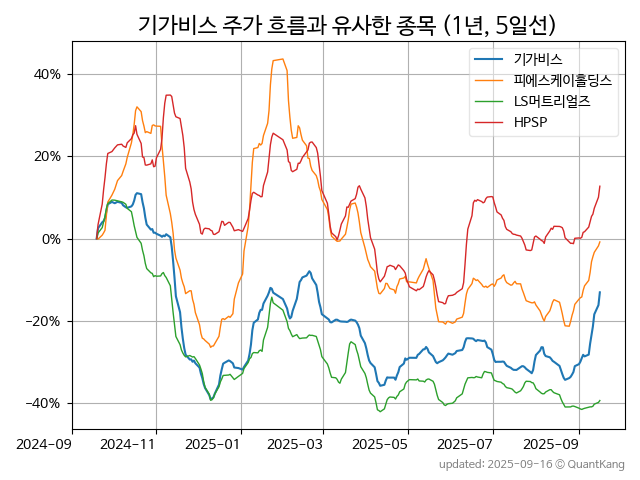 기가비스 주가 흐름과 유사한 종목 (1년, 5일선)
기가비스
피에스케이홀딩스
LS머트리얼즈
HPSP
40%
20%
0%
−20%
−40%
2024-09 2024-11 2025-01 2025-03 2025-05 2025-07 2025-09
updated: 2025-09-16 © QuantKang